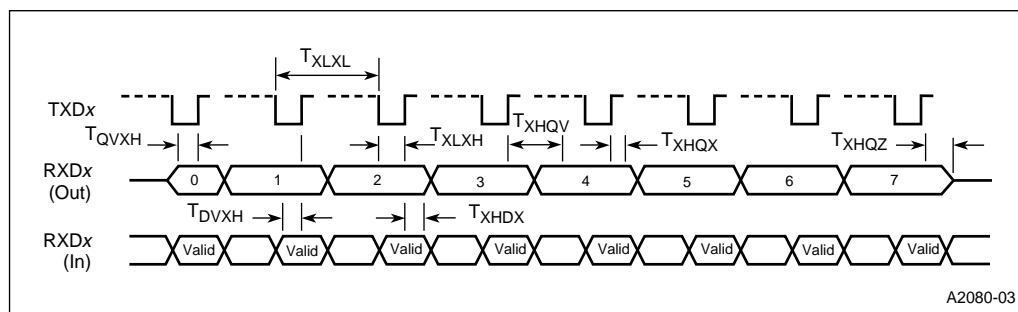 TXLXL
TXDx
TQVXH
TXLXH
TXHQV
TXHQX
TXHQZ
RXDx
(Out)
0 1 2 3 4 5 6 7
TDVXH
TXHDX
RXDx
(In)
Valid Valid Valid Valid Valid Valid Valid Valid
A2080-03